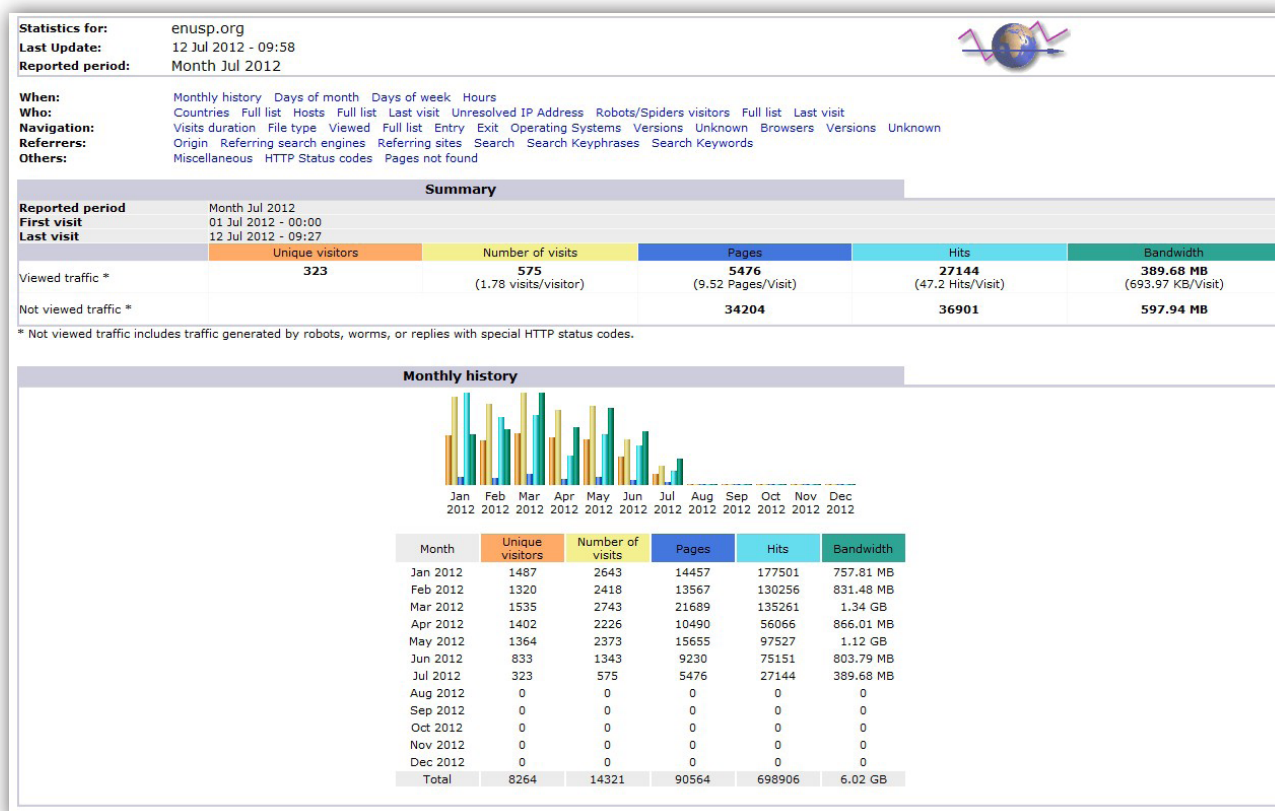 Statistics for: enusp.org
Last Update: 12 Jul 2012 - 09:58
Reported period: Month Jul 2012
When: Monthly history Days of month Days of week Hours
Who: Countries Full list Hosts Full list Last visit Unresolved IP Address Robots/Spiders visitors Full list Last visit
Navigation: Visits duration File type Viewed Full list Entry Exit Operating Systems Versions Unknown Browsers Versions Unknown
Referrers: Origin Referring search engines Referring sites Search Search Keyphrases Search Keywords
Others: Miscellaneous HTTP Status codes Pages not found
Summary
Reported period Month Jul 2012
First visit 01 Jul 2012 - 00:00
Last visit 12 Jul 2012 - 09:27
Unique visitors Number of visits Pages Hits Bandwidth
Viewed traffic * 323 575 5476 27144 389.68 MB
(1.78 visits/visitor) (9.52 Pages/Visit) (47.2 Hits/Visit) (693.97 KB/Visit)
Not viewed traffic * 34204 36901 597.94 MB
* Not viewed traffic includes traffic generated by robots, worms, or replies with special HTTP status codes.
Monthly history
Jan Feb Mar Apr May Jun Jul Aug Sep Oct Nov Dec
2012 2012 2012 2012 2012 2012 2012 2012 2012 2012 2012 2012
Month Unique visitors Number of visits Pages Hits Bandwidth
Jan 2012 1487 2643 14457 177501 757.81 MB
Feb 2012 1320 2418 13567 130256 831.48 MB
Mar 2012 1535 2743 21689 135261 1.34 GB
Apr 2012 1402 2226 10490 56066 866.01 MB
May 2012 1364 2373 15655 97527 1.12 GB
Jun 2012 833 1343 9230 75151 803.79 MB
Jul 2012 323 575 5476 27144 389.68 MB
Aug 2012 0 0 0 0 0
Sep 2012 0 0 0 0 0
Oct 2012 0 0 0 0 0
Nov 2012 0 0 0 0 0
Dec 2012 0 0 0 0 0
Total 8264 14321 90564 698906 6.02 GB